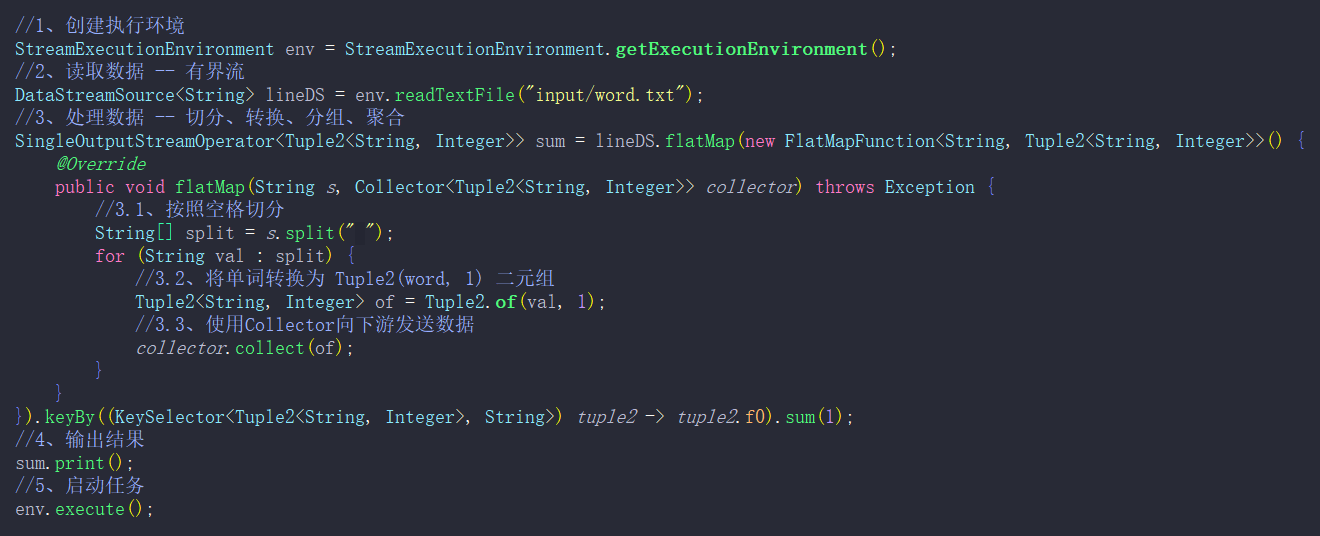 //1、创建执行环境
StreamExecutionEnvironment env = StreamExecutionEnvironment.getExecutionEnvironment();
//2、读取数据 -- 有界流
DataStreamSource<String> lineDS = env.readTextFile("input/word.txt");
//3、处理数据 -- 切分、转换、分组、聚合
SingleOutputStreamOperator<Tuple2<String, Integer>> sum = lineDS.flatMap(new FlatMapFunction<String, Tuple2<String, Integer>>() {
    @Override
    public void flatMap(String s, Collector<Tuple2<String, Integer>> collector) throws Exception {
        //3.1、按照空格切分
        String[] split = s.split(" ");
        for (String val : split) {
            //3.2、将单词转换为 Tuple2(word, 1) 二元组
            Tuple2<String, Integer> of = Tuple2.of(val, 1);
            //3.3、使用Collector向下游发送数据
            collector.collect(of);
        }
    }
}).keyBy((KeySelector<Tuple2<String, Integer>, String>) tuple2 -> tuple2.f0).sum(1);
//4、输出结果
sum.print();
//5、启动任务
env.execute();